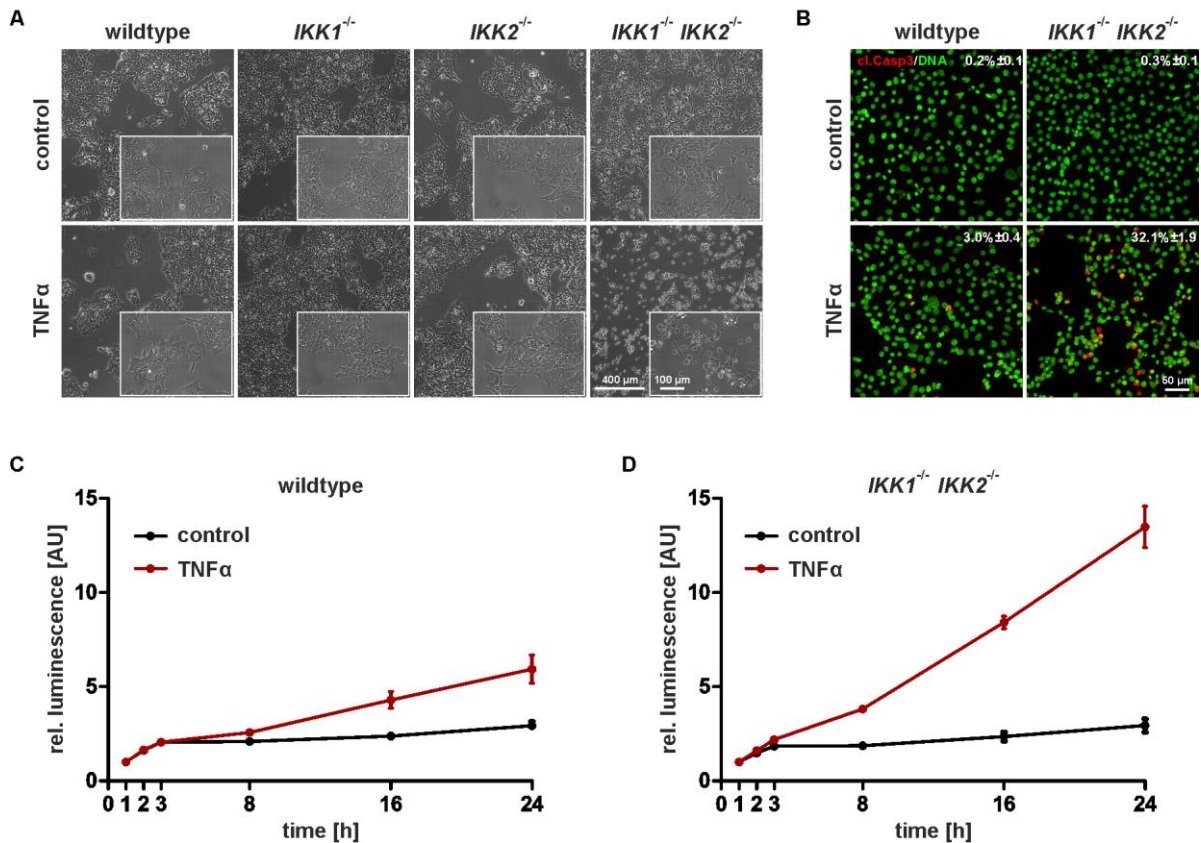 A
wildtype
IKK1-/-
IKK2-/-
IKK1-/- IKK2-/-
control
TNFα
400 µm
100 µm
B
wildtype
IKK1-/- IKK2-/-
control
TNFα
cl.Casp3/DNA
0.2%±0.1
0.3%±0.1
3.0%±0.4
32.1%±1.9
50 µm
C
wildtype
rel. luminescence [AU]
15
10
5
0
control
TNFα
0 1 2 3 8 16 24
time [h]
D
IKK1-/- IKK2-/-
rel. luminescence [AU]
15
10
5
0
control
TNFα
0 1 2 3 8 16 24
time [h]